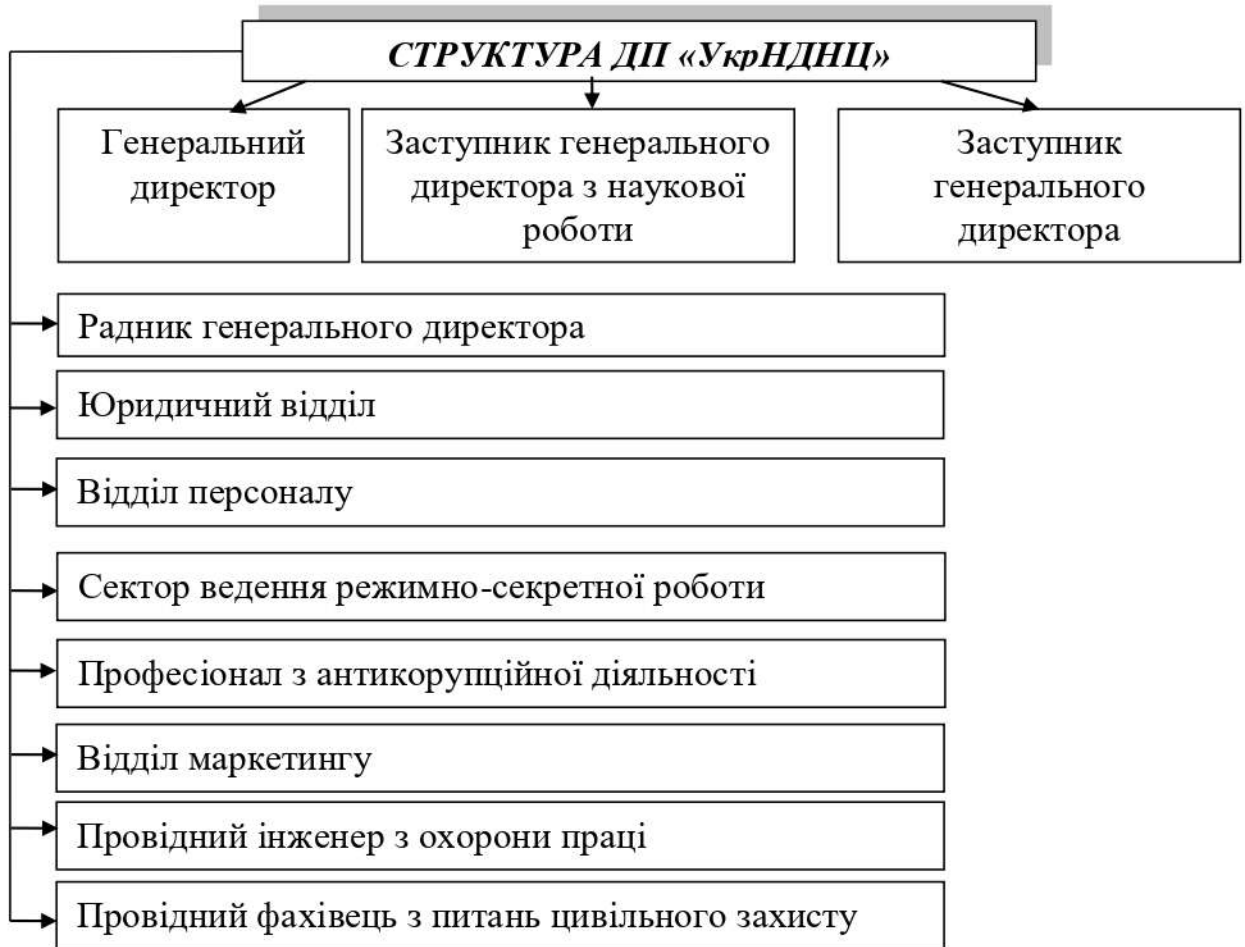 СТРУКТУРА ДП «УкрНДНЦ»
Генеральний
директор
Заступник генерального
директора з наукової
роботи
Заступник
генерального
директора
Радник генерального директора
Юридичний відділ
Відділ персоналу
Сектор ведення режимно-секретної роботи
Професіонал з антикорупційної діяльності
Відділ маркетингу
Провідний інженер з охорони праці
Провідний фахівець з питань цивільного захисту